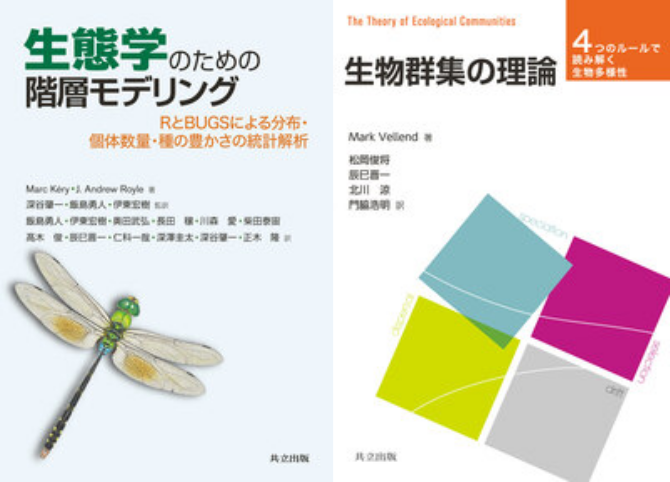 生態学のための
階層モデリング
RとBUGSによる分布・
個体数量・種の豊かさの統計解析
Marc Kéry・J. Andrew Royle 著
深谷肇一・飯島勇人・伊東宏樹 監訳
飯島勇人・伊東宏樹・奥田武弘・長田 穣・川森 愛・柴田泰宙
髙木 俊・辰巳晋一・仁科一哉・深澤圭太・深谷肇一・正木 隆 訳
共立出版
The Theory of Ecological Communities
4つのルールで
読み解く
生物多様性
生物群集の理論
Mark Vellend 著
松岡俊将
辰巳晋一
北川 涼
門脇浩明 訳
speciation
dispersal
selection
drift
共立出版